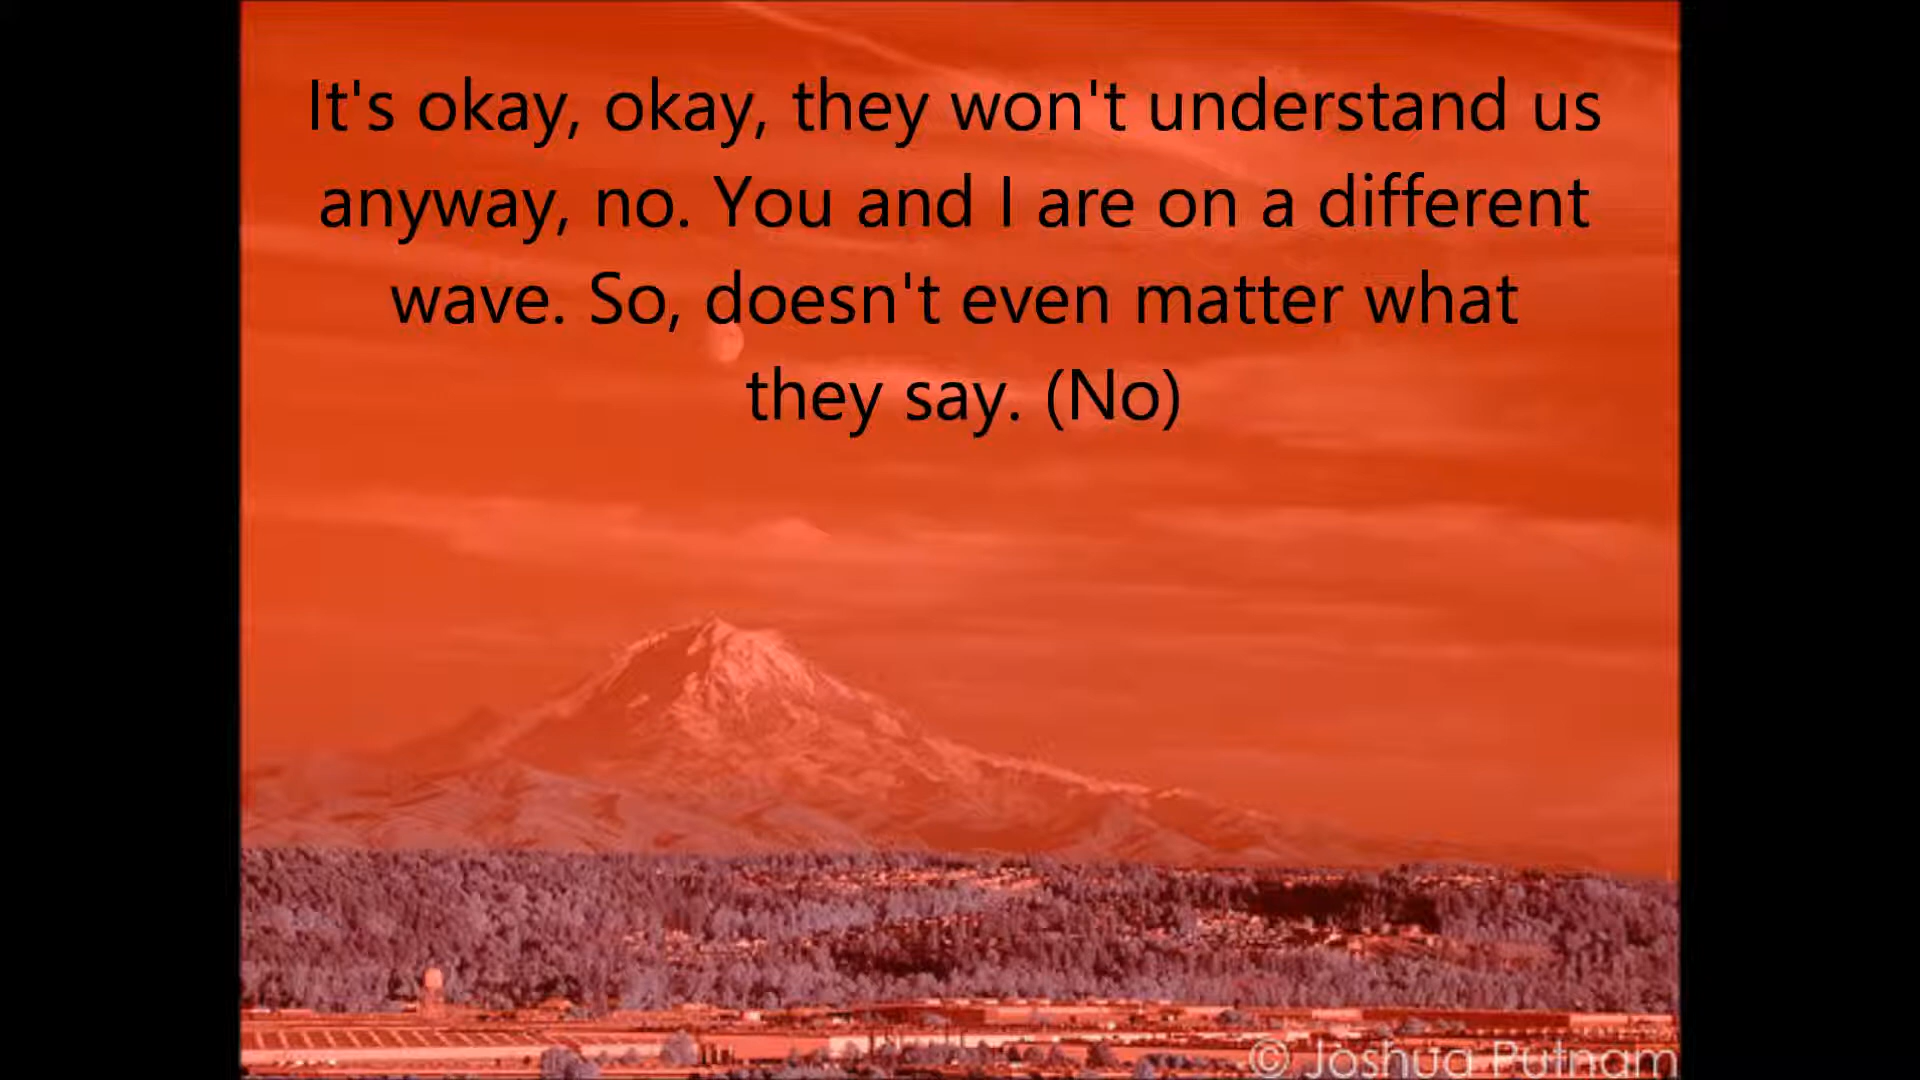 It's okay, okay, they won't understand us
anyway, no. You and I are on a different
wave. So, doesn't even matter what
they say. (No)
© Joshua Putnam